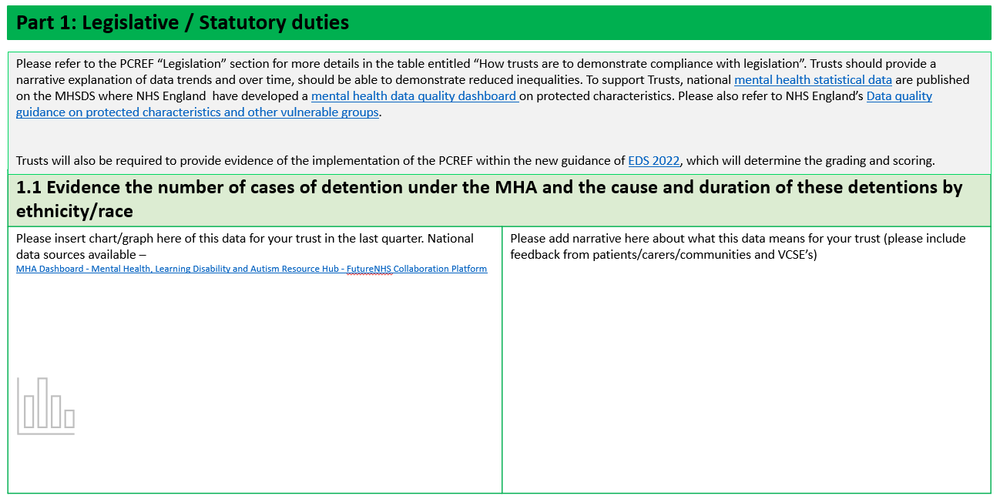 Part 1: Legislative / Statutory duties
Please refer to the PCREF “Legislation” section for more details in the table entitled “How trusts are to demonstrate compliance with legislation”. Trusts should provide a
narrative explanation of data trends and over time, should be able to demonstrate reduced inequalities. To support Trusts, national mental health statistical data are published
on the MHSDS where NHS England  have developed a mental health data quality dashboard on protected characteristics. Please also refer to NHS England’s Data quality
guidance on protected characteristics and other vulnerable groups.
Trusts will also be required to provide evidence of the implementation of the PCREF within the new guidance of EDS 2022, which will determine the grading and scoring.
1.1 Evidence the number of cases of detention under the MHA and the cause and duration of these detentions by
ethnicity/race
Please insert chart/graph here of this data for your trust in the last quarter. National
data sources available –
MHA Dashboard - Mental Health, Learning Disability and Autism Resource Hub - FutureNHS Collaboration Platform
Please add narrative here about what this data means for your trust (please include
feedback from patients/carers/communities and VCSE’s)